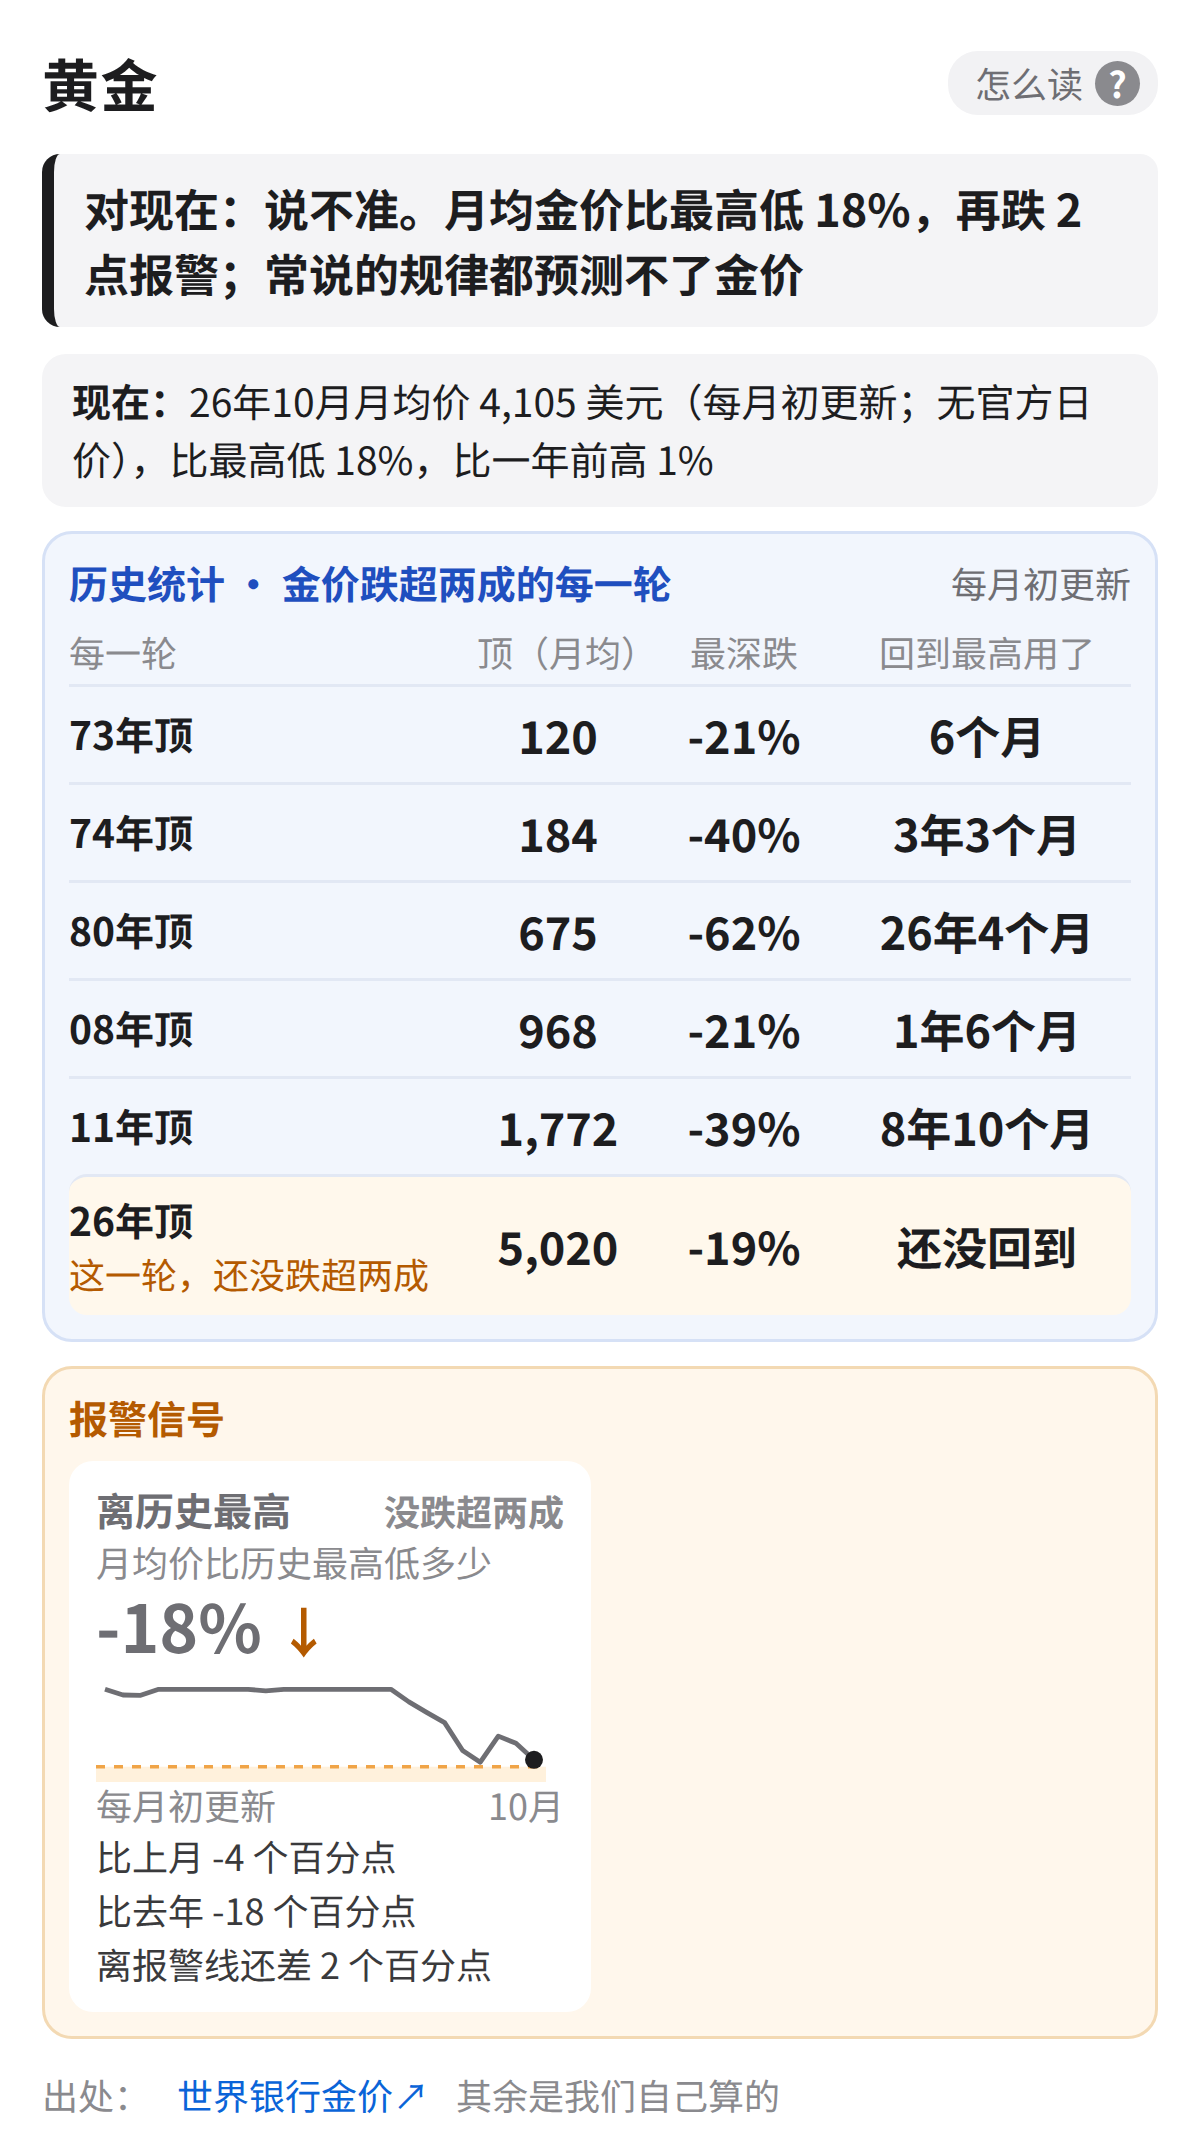 黄金
怎么读 ?
对现在：说不准。月均金价比最高低 18%，再跌 2
点报警；常说的规律都预测不了金价
现在：26年10月月均价 4,105 美元（每月初更新；无官方日
价），比最高低 18%，比一年前高 1%
历史统计 · 金价跌超两成的每一轮 每月初更新
每一轮 顶（月均） 最深跌 回到最高用了
73年顶 120 -21% 6个月
74年顶 184 -40% 3年3个月
80年顶 675 -62% 26年4个月
08年顶 968 -21% 1年6个月
11年顶 1,772 -39% 8年10个月
26年顶 5,020 -19% 还没回到
这一轮，还没跌超两成
报警信号
离历史最高 没跌超两成
月均价比历史最高低多少
-18% ↓
每月初更新 10月
比上月 -4 个百分点
比去年 -18 个百分点
离报警线还差 2 个百分点
出处： 世界银行金价↗ 其余是我们自己算的